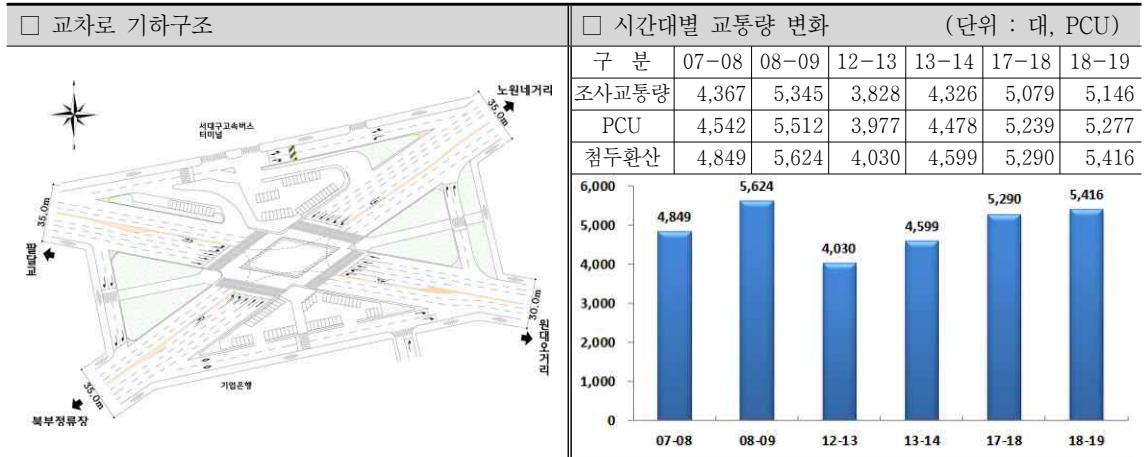 □ 교차로 기하구조
노원네거리
35.0m
서대구고속버스
터미널
35.0m
팔달교
30.0m
원대오거리
기업은행
35.0m
북부정류장
□ 시간대별 교통량 변화 (단위 : 대, PCU)
구 분 07-08 08-09 12-13 13-14 17-18 18-19
조사교통량 4,367 5,345 3,828 4,326 5,079 5,146
PCU 4,542 5,512 3,977 4,478 5,239 5,277
첨두환산 4,849 5,624 4,030 4,599 5,290 5,416
6,000
5,000
4,000
3,000
2,000
1,000
0
4,849 5,624 4,030 4,599 5,290 5,416
07-08 08-09 12-13 13-14 17-18 18-19